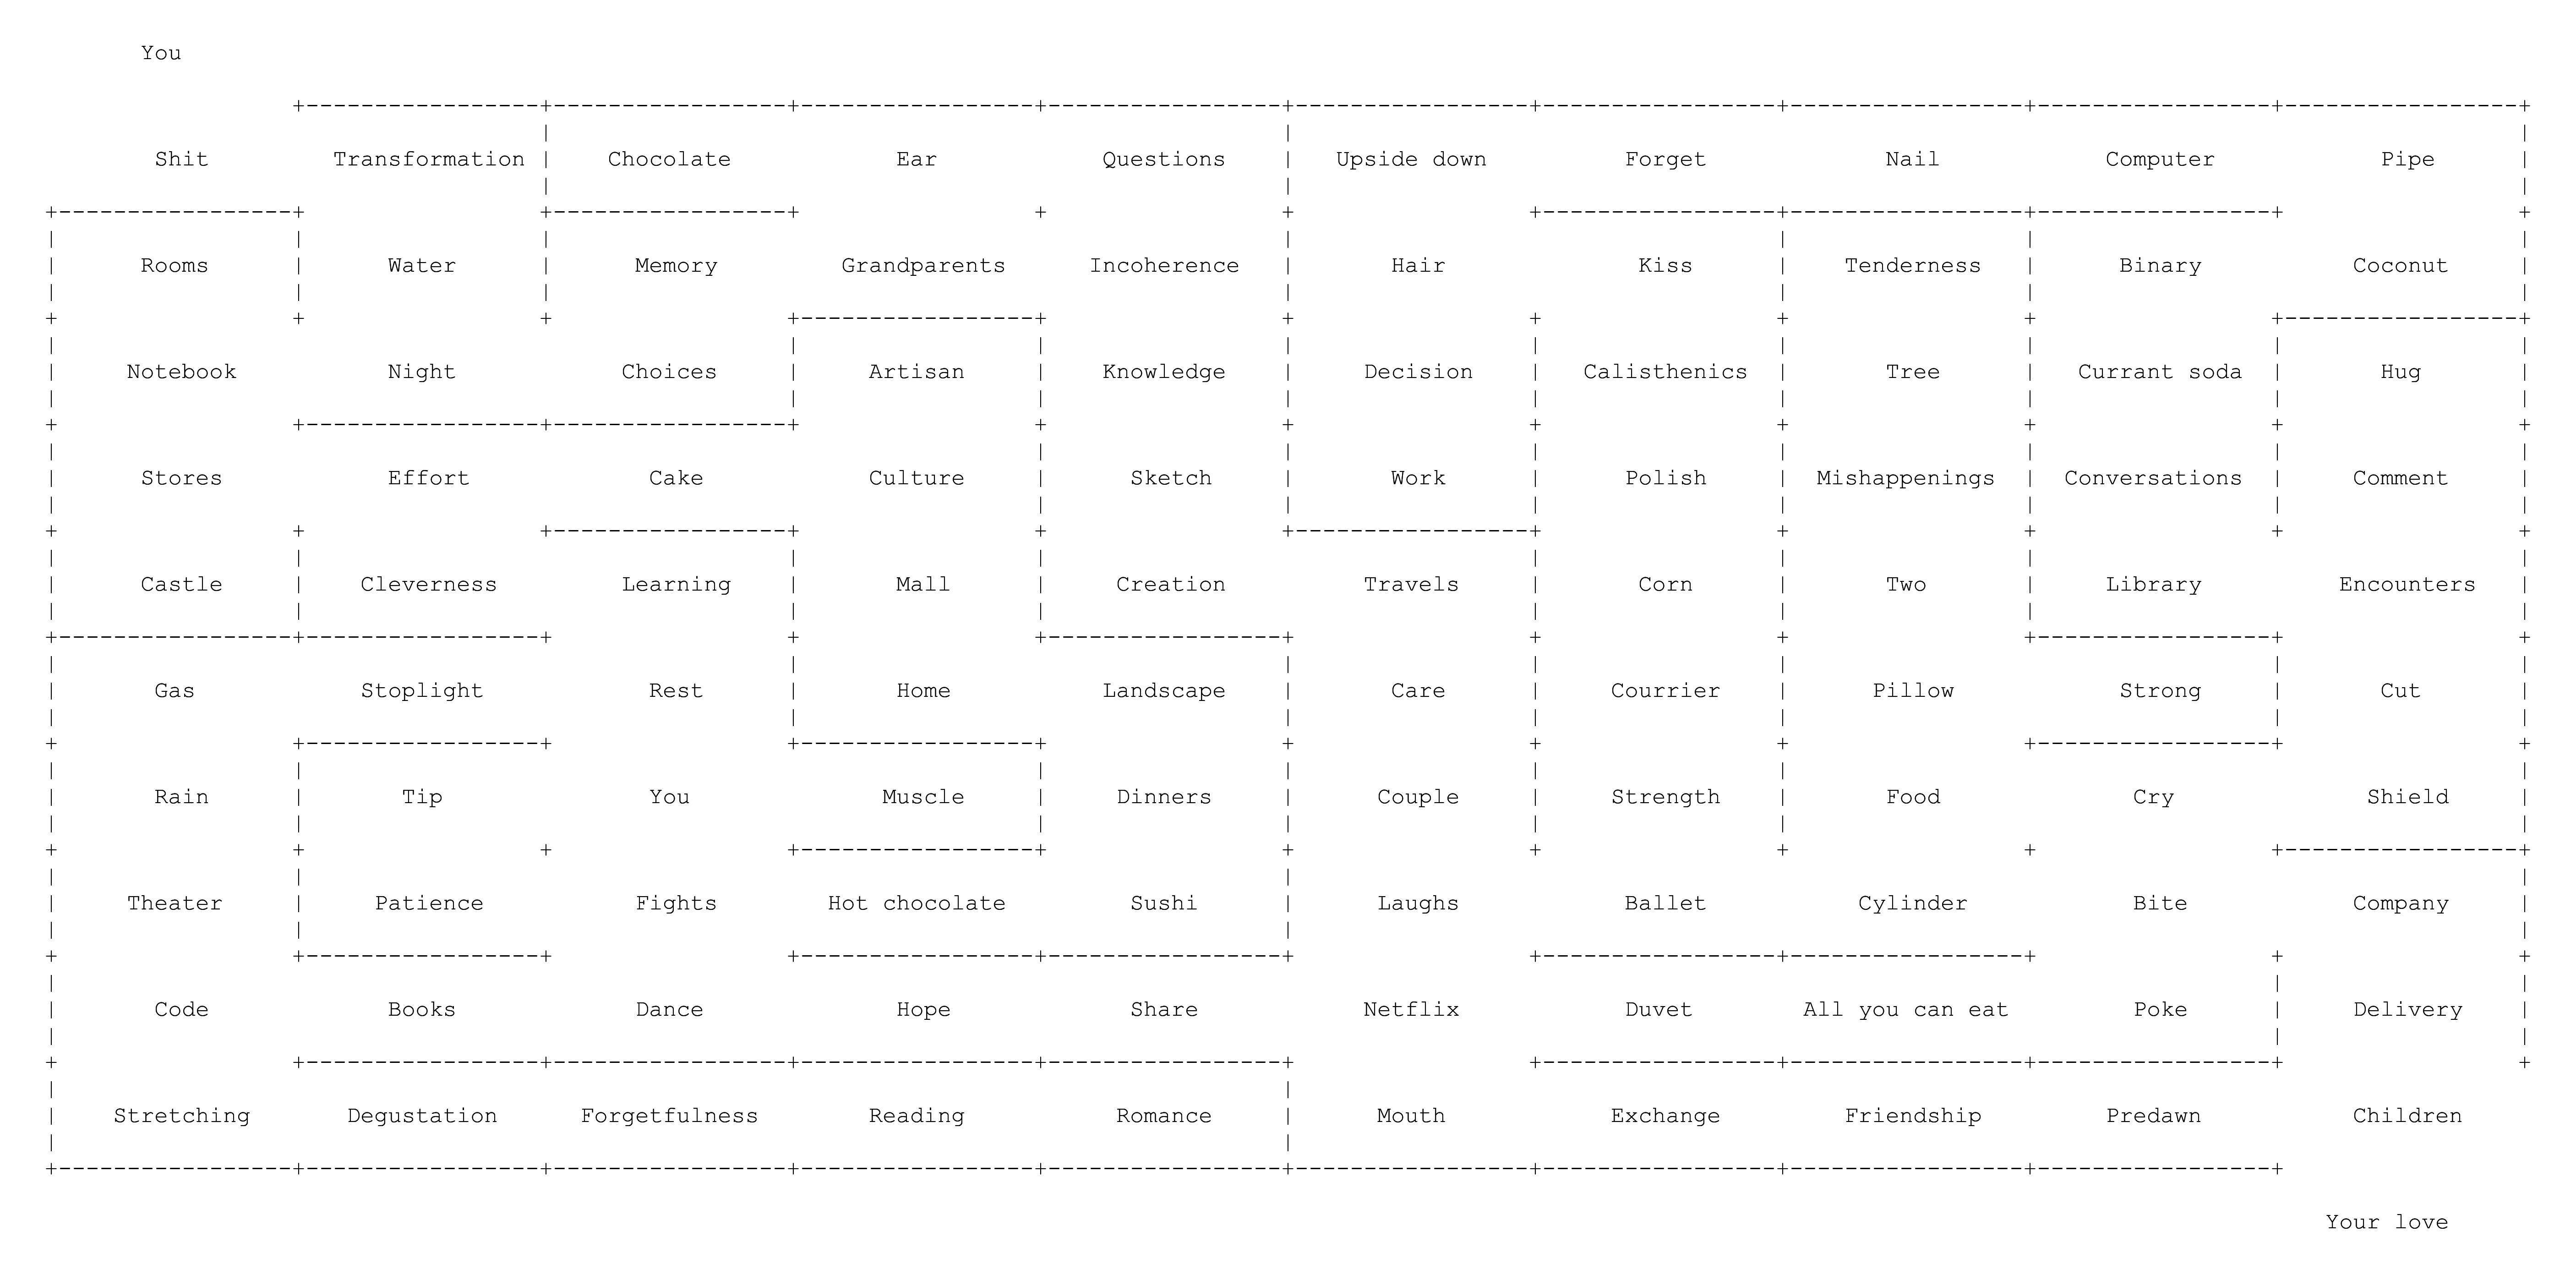 You
Shit Transformation Chocolate Ear Questions Upside down Forget Nail Computer Pipe
Rooms Water Memory Grandparents Incoherence Hair Kiss Tenderness Binary Coconut
Notebook Night Choices Artisan Knowledge Decision Calisthenics Tree Currant soda Hug
Stores Effort Cake Culture Sketch Work Polish Mishappenings Conversations Comment
Castle Cleverness Learning Mall Creation Travels Corn Two Library Encounters
Gas Stoplight Rest Home Landscape Care Courrier Pillow Strong Cut
Rain Tip You Muscle Dinners Couple Strength Food Cry Shield
Theater Patience Fights Hot chocolate Sushi Laughs Ballet Cylinder Bite Company
Code Books Dance Hope Share Netflix Duvet All you can eat Poke Delivery
Stretching Degustation Forgetfulness Reading Romance Mouth Exchange Friendship Predawn Children
Your love